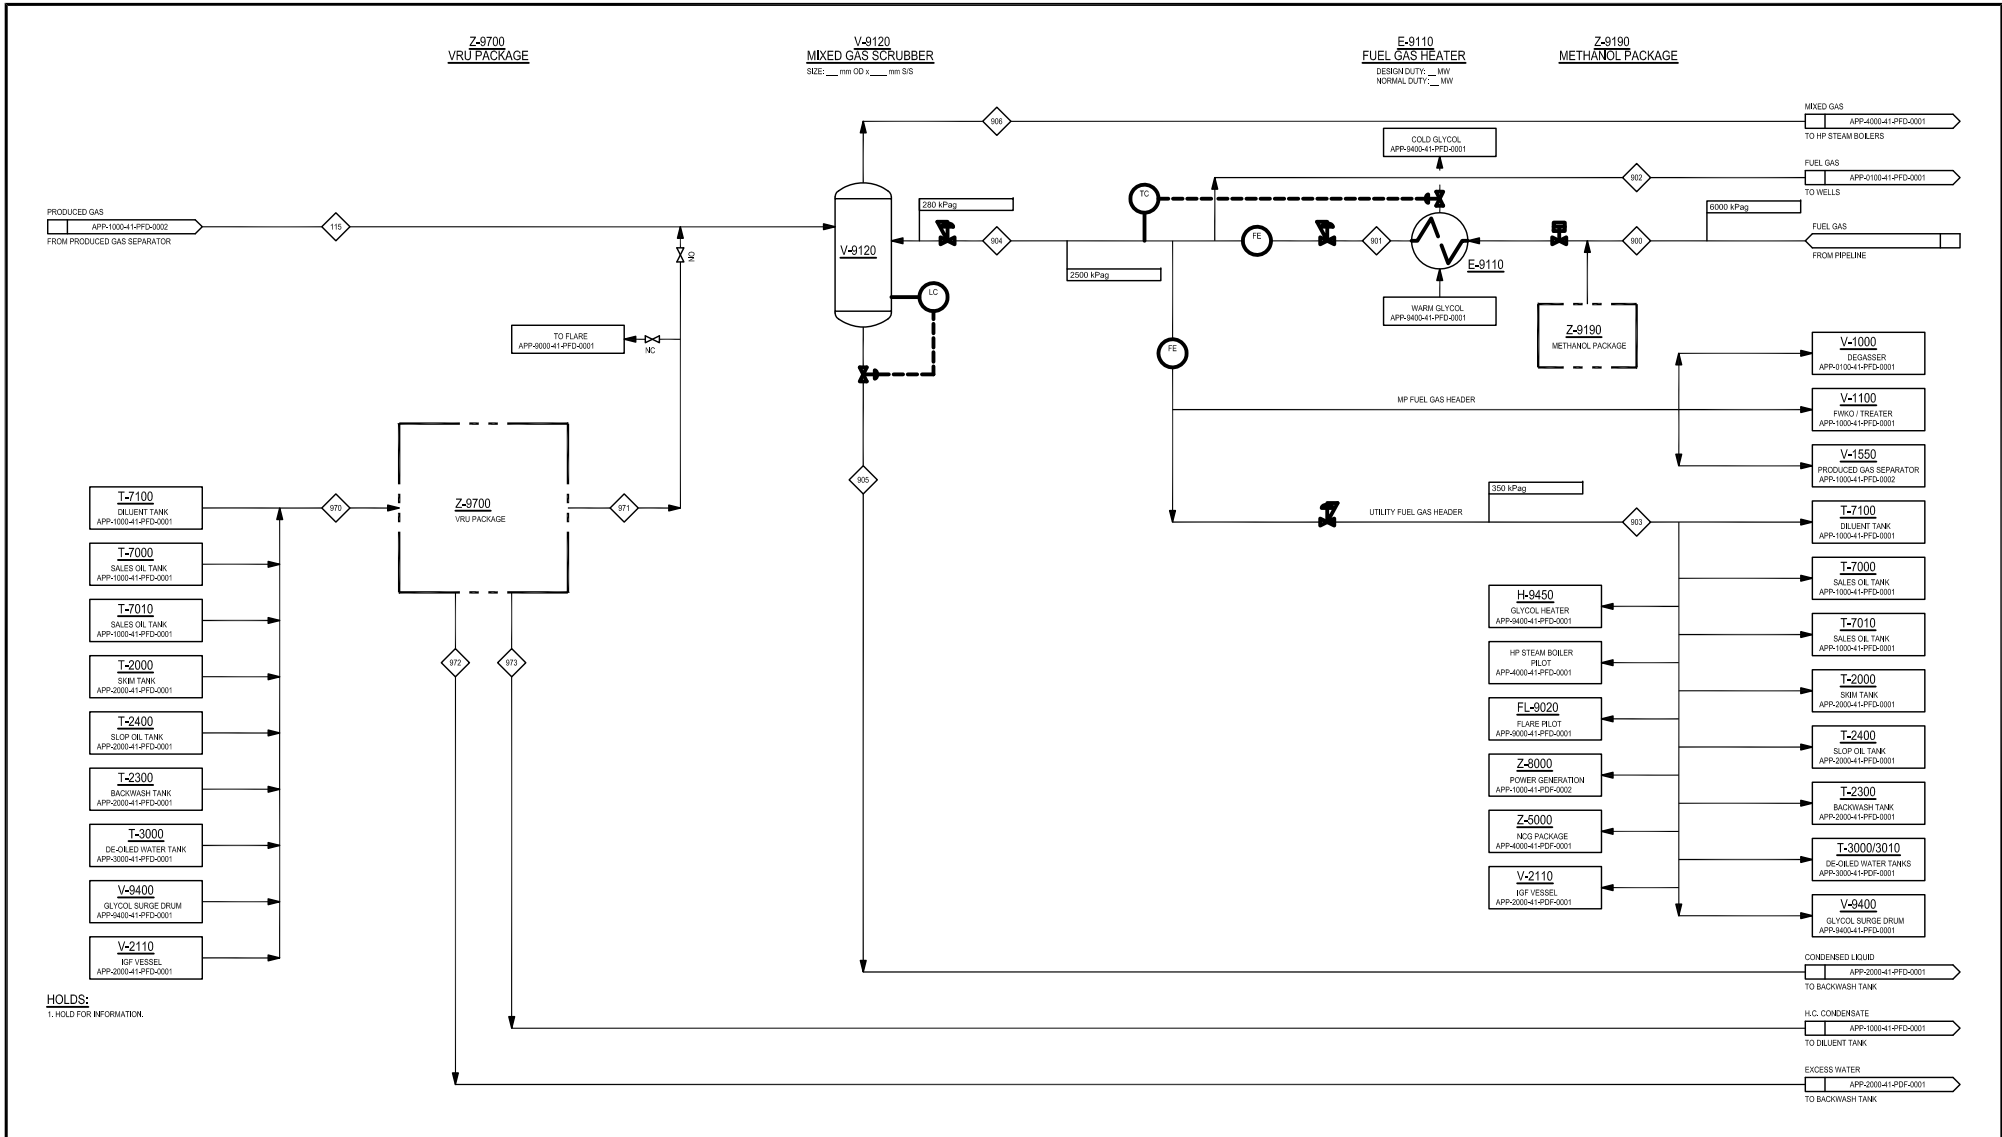 Z-9700
VRU PACKAGE
V-9120
MIXED GAS SCRUBBER
SIZE: ___ mm OD x ____ mm S/S
E-9110
FUEL GAS HEATER
DESIGN DUTY: __ MW
NORMAL DUTY: __ MW
Z-9190
METHANOL PACKAGE
MIXED GAS
APP-4000-41-PFD-0001
TO HP STEAM BOILERS
906
COLD GLYCOL
APP-9400-41-PFD-0001
FUEL GAS
APP-0100-41-PFD-0001
TO WELLS
902
TC
280 kPag
6000 kPag
PRODUCED GAS
APP-1000-41-PFD-0002
FROM PRODUCED GAS SEPARATOR
115
FUEL GAS
FROM PIPELINE
904
FE
901
900
NO
V-9120
E-9110
2500 kPag
LC
WARM GLYCOL
APP-9400-41-PFD-0001
TO FLARE
APP-9000-41-PFD-0001
NC
FE
Z-9190
METHANOL PACKAGE
V-1000
DEGASSER
APP-0100-41-PFD-0001
MP FUEL GAS HEADER
V-1100
FWKO / TREATER
APP-1000-41-PFD-0001
V-1550
PRODUCED GAS SEPARATOR
APP-1000-41-PFD-0002
905
350 kPag
UTILITY FUEL GAS HEADER
903
T-7100
DILUENT TANK
APP-1000-41-PFD-0001
970
Z-9700
VRU PACKAGE
971
T-7100
DILUENT TANK
APP-1000-41-PFD-0001
T-7000
SALES OIL TANK
APP-1000-41-PFD-0001
T-7010
SALES OIL TANK
APP-1000-41-PFD-0001
T-2000
SKIM TANK
APP-2000-41-PFD-0001
T-2400
SLOP OIL TANK
APP-2000-41-PFD-0001
T-2300
BACKWASH TANK
APP-2000-41-PFD-0001
T-3000
DE-OILED WATER TANK
APP-3000-41-PFD-0001
V-9400
GLYCOL SURGE DRUM
APP-9400-41-PFD-0001
V-2110
IGF VESSEL
APP-2000-41-PFD-0001
972
973
H-9450
GLYCOL HEATER
APP-9400-41-PFD-0001
HP STEAM BOILER
PILOT
APP-4000-41-PFD-0001
FL-9020
FLARE PILOT
APP-9000-41-PFD-0001
Z-8000
POWER GENERATION
APP-1000-41-PDF-0002
Z-5000
NCG PACKAGE
APP-4000-41-PDF-0001
V-2110
IGF VESSEL
APP-2000-41-PDF-0001
T-7000
SALES OIL TANK
APP-1000-41-PFD-0001
T-7010
SALES OIL TANK
APP-1000-41-PFD-0001
T-2000
SKIM TANK
APP-2000-41-PFD-0001
T-2400
SLOP OIL TANK
APP-2000-41-PFD-0001
T-2300
BACKWASH TANK
APP-2000-41-PFD-0001
T-3000/3010
DE-OILED WATER TANKS
APP-3000-41-PDF-0001
V-9400
GLYCOL SURGE DRUM
APP-9400-41-PFD-0001
CONDENSED LIQUID
APP-2000-41-PFD-0001
TO BACKWASH TANK
HOLDS:
1. HOLD FOR INFORMATION.
H.C. CONDENSATE
APP-1000-41-PFD-0001
TO DILUENT TANK
EXCESS WATER
APP-2000-41-PDF-0001
TO BACKWASH TANK